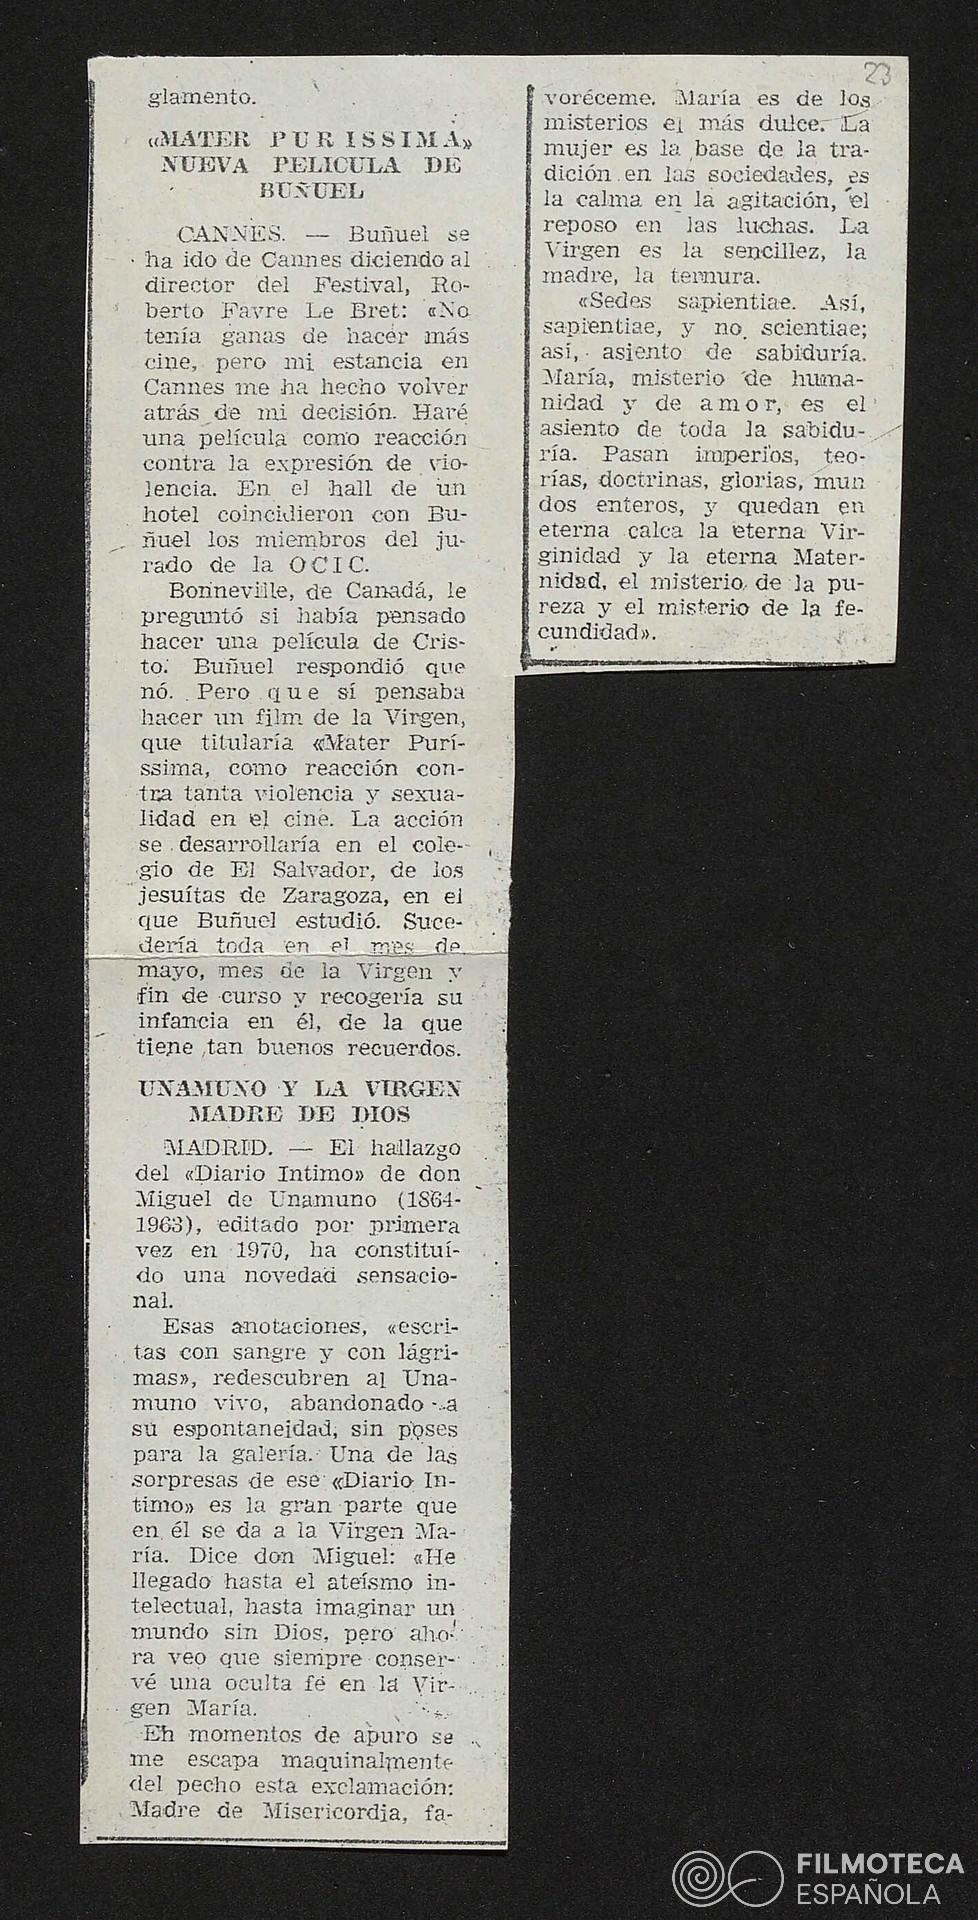 23
glamento.
«MATER PURISSIMA»
NUEVA PELICULA DE
BUÑUEL
CANNES. — Buñuel se
ha ido de Cannes diciendo al
director del Festival, Ro-
berto Favre Le Bret: «No
tenía ganas de hacer más
cine, pero mi estancia en
Cannes me ha hecho volver
atrás de mi decisión. Haré
una película como reacción
contra la expresión de vio-
lencia. En el hall de un
hotel coincidieron con Bu-
ñuel los miembros del ju-
rado de la OCIC.
Bonneville, de Canadá, le
preguntó si había pensado
hacer una película de Cris-
to. Buñuel respondió que
nó. Pero que sí pensaba
hacer un film de la Virgen,
que titularía «Mater Purí-
ssima, como reacción con-
tra tanta violencia y sexua-
lidad en el cine. La acción
se desarrollaría en el cole-
gio de El Salvador, de los
jesuítas de Zaragoza, en el
que Buñuel estudió. Suce-
dería toda en el mes de
mayo, mes de la Virgen y
fin de curso y recogería su
infancia en él, de la que
tiene tan buenos recuerdos.
UNAMUNO Y LA VIRGEN
MADRE DE DIOS
MADRID. — El hallazgo
del «Diario Intimo» de don
Miguel de Unamuno (1864-
1963), editado por primera
vez en 1970, ha constituí-
do una novedad sensacio-
nal.
Esas anotaciones, «escri-
tas con sangre y con lágri-
mas», redescubren al Una-
muno vivo, abandonado a
su espontaneidad, sin poses
para la galería. Una de las
sorpresas de ese «Diario In-
timo» es la gran parte que
en él se da a la Virgen Ma-
ría. Dice don Miguel: «He
llegado hasta el ateísmo in-
telectual, hasta imaginar un
mundo sin Dios, pero aho-
ra veo que siempre conser-
vé una oculta fe en la Vir-
gen María.
En momentos de apuro se
me escapa maquinalmente
del pecho esta exclamación:
Madre de Misericordia, fa-
voréceme. María es de los
misterios el más dulce. La
mujer es la base de la tra-
dición en las sociedades, es
la calma en la agitación, el
reposo en las luchas. La
Virgen es la sencillez, la
madre, la ternura.
«Sedes sapientiae. Así,
sapientiae, y no scientiae;
así, asiento de sabiduría.
María, misterio de huma-
nidad y de amor, es el
asiento de toda la sabidu-
ría. Pasan imperios, teo-
rías, doctrinas, glorias, mun
dos enteros, y quedan en
eterna calca la eterna Vir-
ginidad y la eterna Mater-
nidad, el misterio de la pu-
reza y el misterio de la fe-
cundidad».
FILMOTECA
ESPAÑOLA